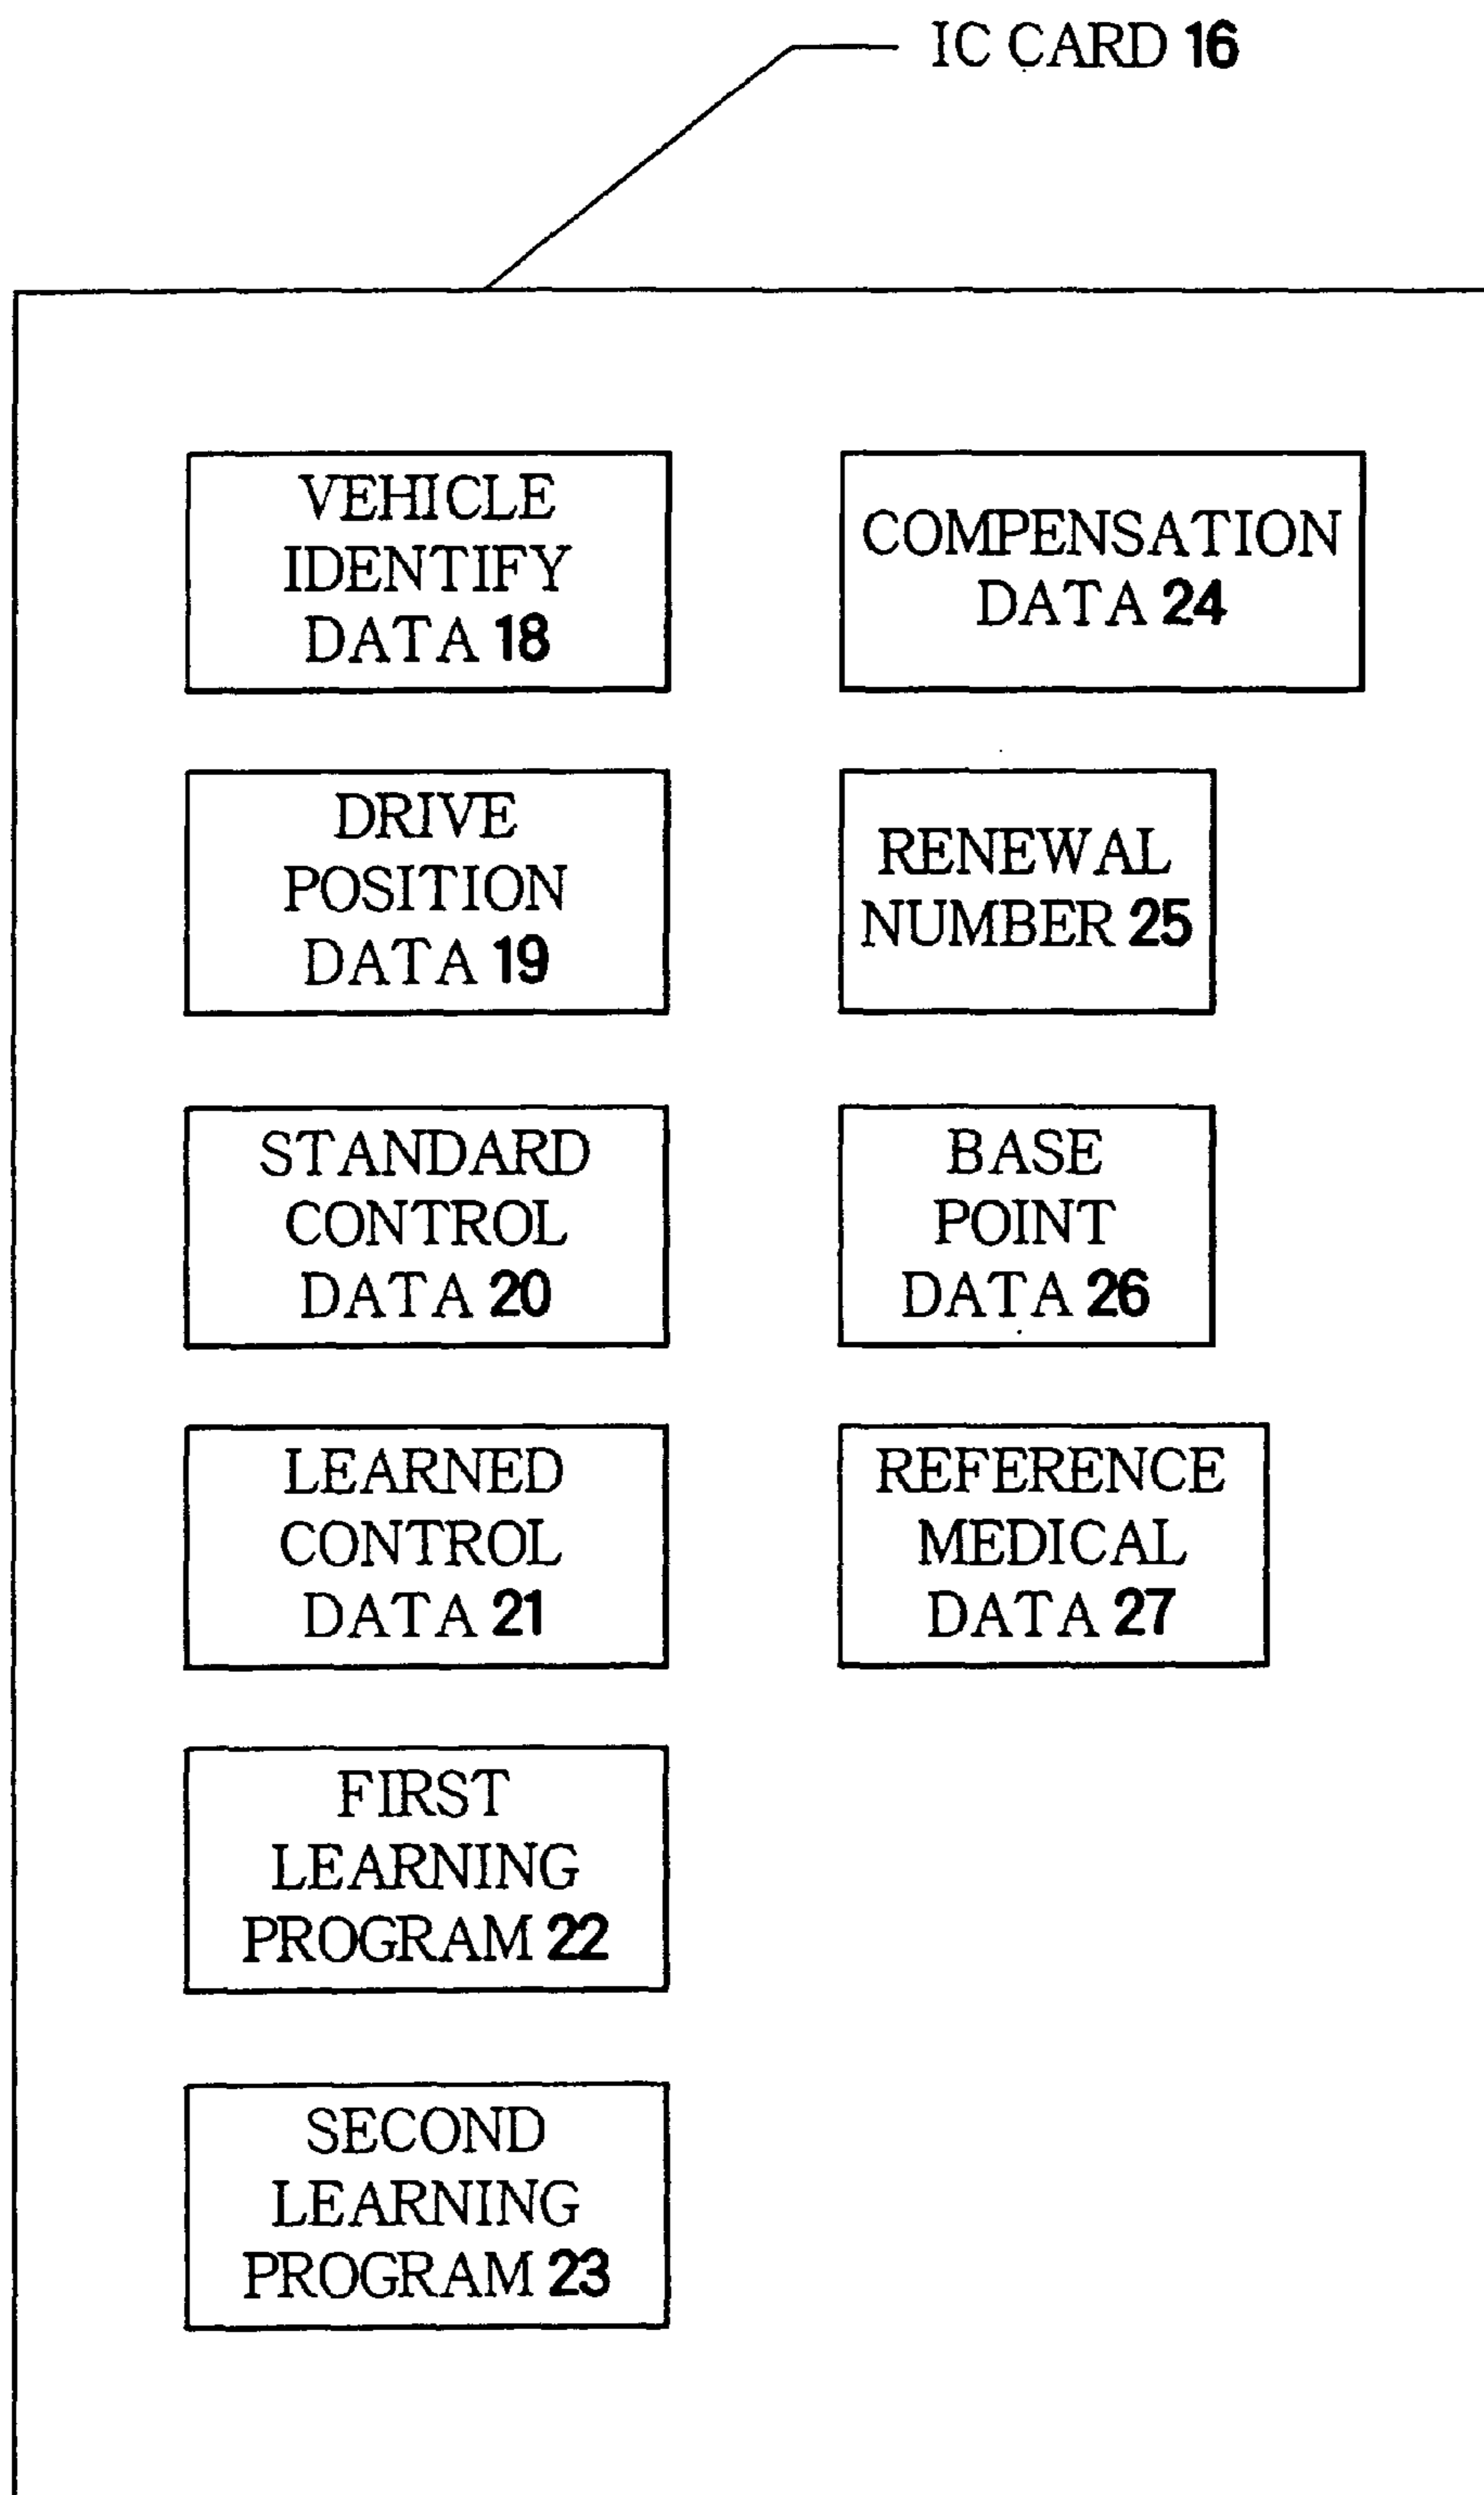 IC CARD 16
VEHICLE
IDENTIFY
DATA 18
DRIVE
POSITION
DATA 19
STANDARD
CONTROL
DATA 20
LEARNED
CONTROL
DATA 21
FIRST
LEARNING
PROGRAM 22
SECOND
LEARNING
PROGRAM 23
COMPENSATION
DATA 24
RENEWAL
NUMBER 25
BASE
POINT
DATA 26
REFERENCE
MEDICAL
DATA 27